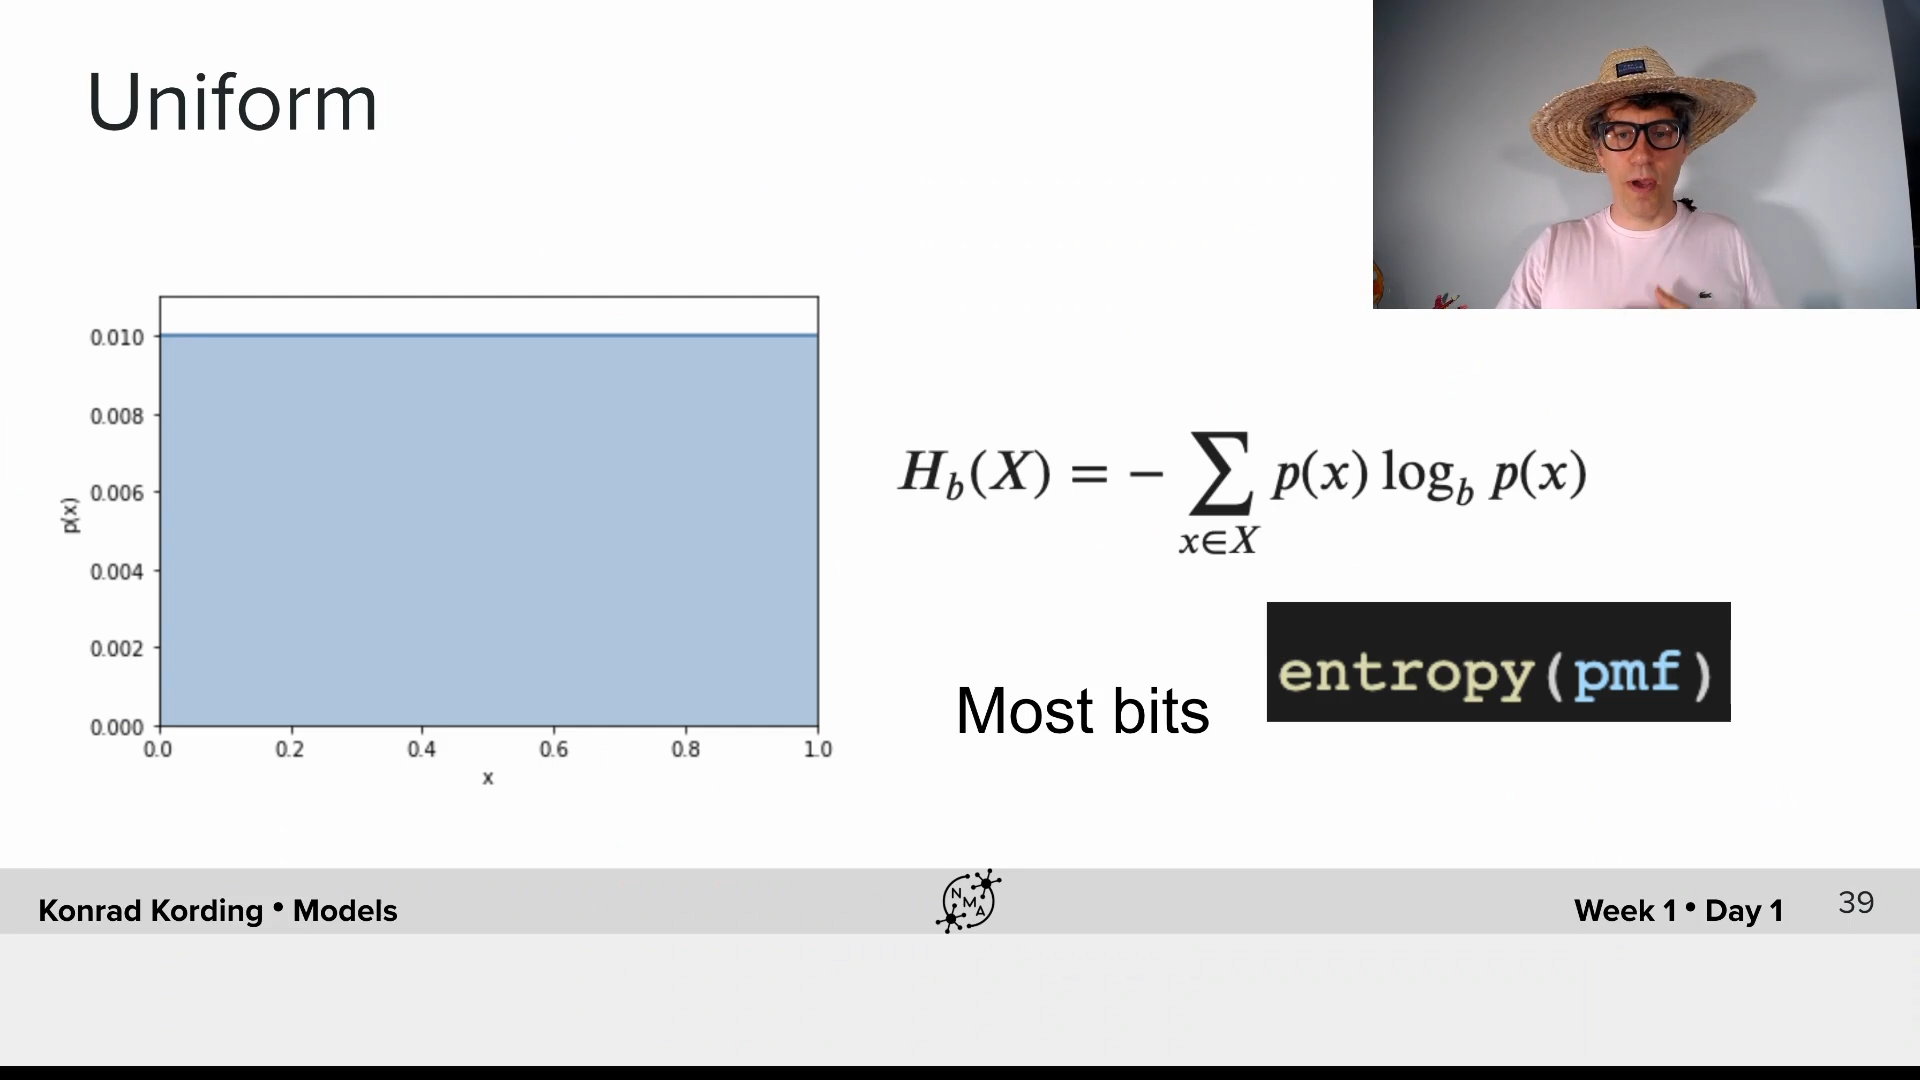 Uniform
0.010
0.008
0.006
0.004
0.002
0.000
p(x)
0.0 0.2 0.4 0.6 0.8 1.0
x
H_b(X) = − ∑_{x∈X} p(x) log_b p(x)
entropy(pmf)
Most bits
Konrad Kording • Models
NMA
Week 1 • Day 1
39